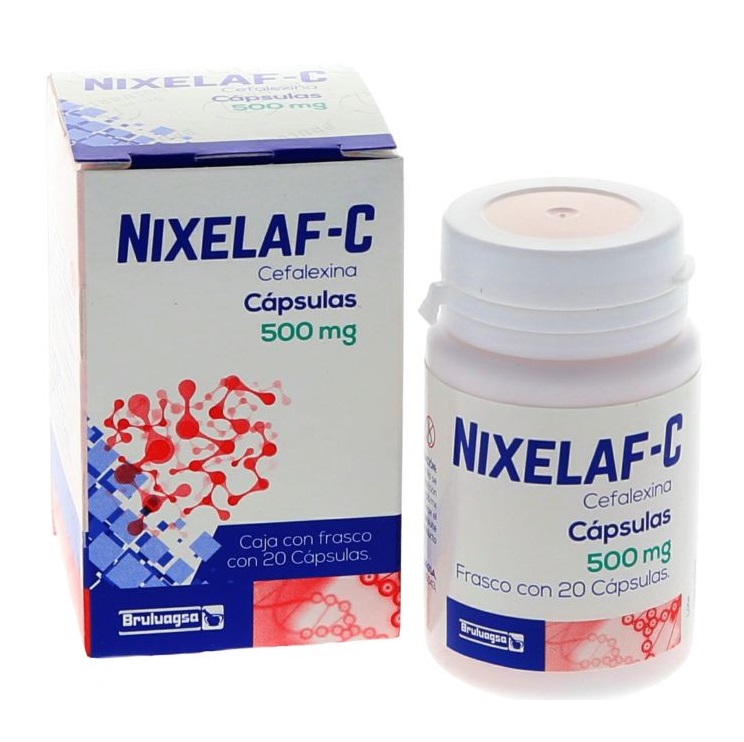 NIXELAF-C
Cefalexina
Cápsulas
500 mg
NIXELAF-C
Cefalexina
Cápsulas
500 mg
Caja con frasco
con 20 Cápsulas.
Bruluagsa
NIXELAF-C
Cefalexina
Cápsulas
500 mg
Frasco con 20 Cápsulas.
Bruluagsa